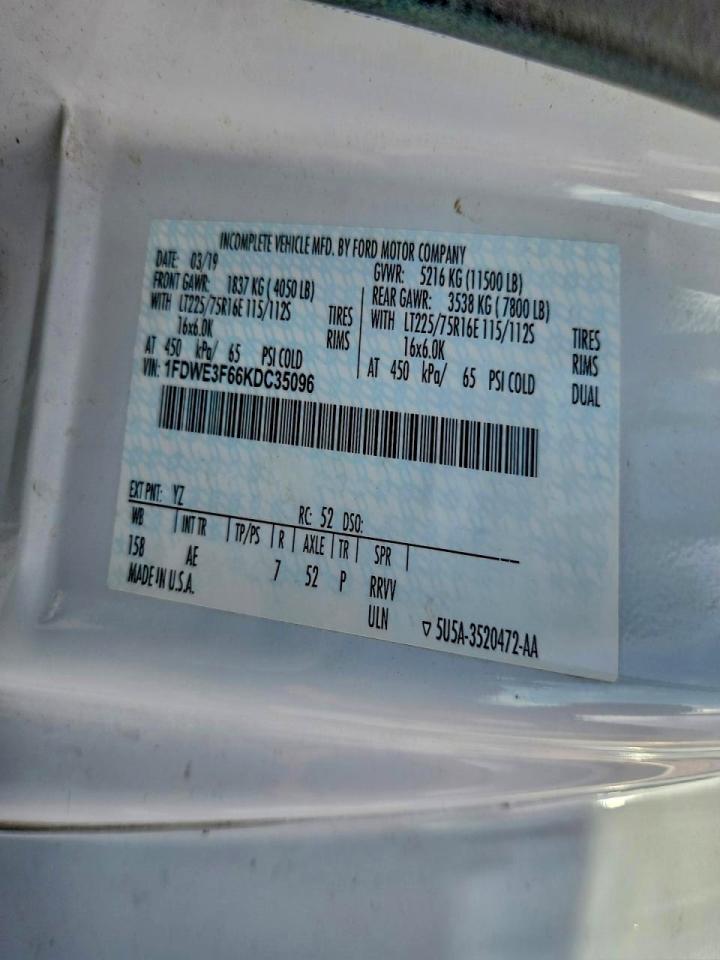 INCOMPLETE VEHICLE MFD. BY FORD MOTOR COMPANY
DATE: 03/19 GVWR: 5216 KG (11500 LB)
FRONT GAWR: 1837 KG (4050 LB) REAR GAWR: 3538 KG (7800 LB)
WITH LT225/75R16E 115/112S TIRES WITH LT225/75R16E 115/112S TIRES
16x6.0K RIMS 16x6.0K RIMS
AT 450 kPa/ 65 PSI COLD AT 450 kPa/ 65 PSI COLD DUAL
VIN: 1FDWE3F66KDC35096
EXT PNT: YZ RC: 52 DSO:
WB INT TR TP/PS R AXLE TR SPR
158 AE 7 52 P RRVV
MADE IN U.S.A. ULN ▽ 5U5A-3520472-AA